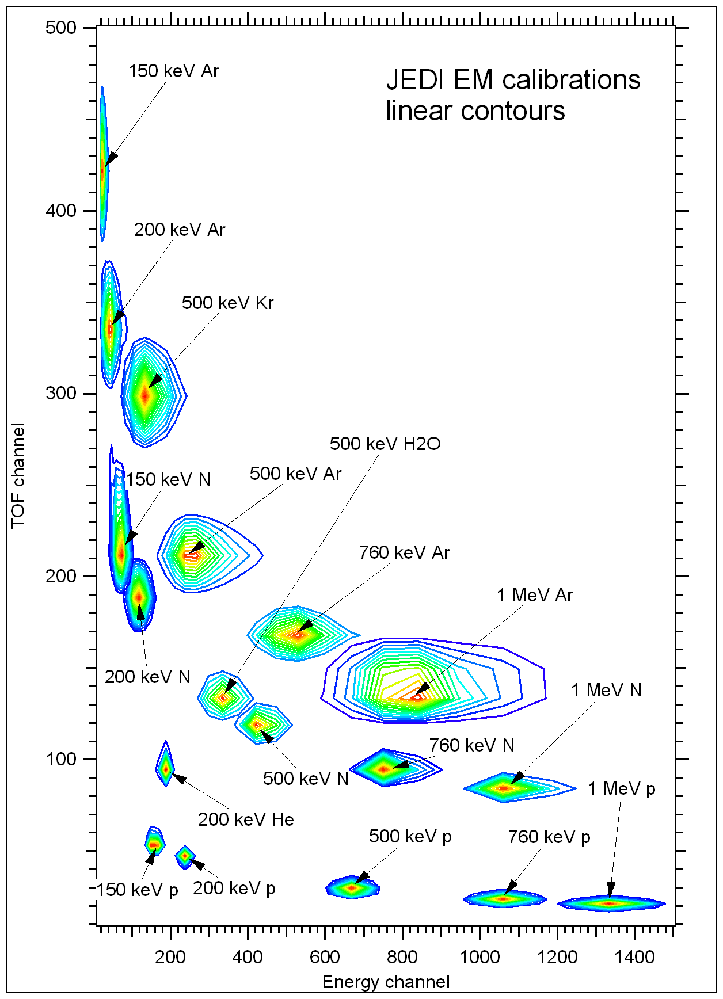 500
150 keV Ar
JEDI EM calibrations
linear contours
400
200 keV Ar
500 keV Kr
300
TOF channel
500 keV H2O
150 keV N
500 keV Ar
760 keV Ar
200
1 MeV Ar
200 keV N
1 MeV N
100
760 keV N
500 keV N
1 MeV p
200 keV He
500 keV p
760 keV p
150 keV p
200 keV p
200
400
600
800
1000
1200
1400
Energy channel